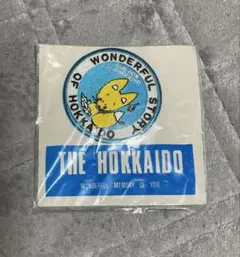 WONDERFUL STORY
OF HOKKAIDO
THE HOKKAIDO
WONDERFUL MEMORY OF YOU